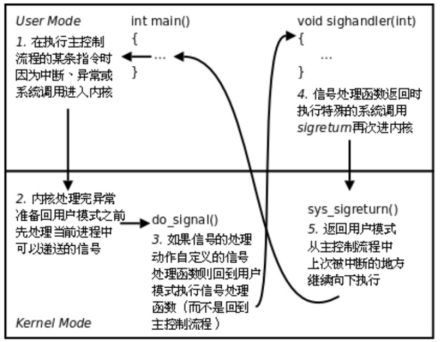 User Mode
1. 在执行主控制
流程的某条指令时
因为中断、异常或
系统调用进入内核
int main()
{
...
}
void sighandler(int)
{
...
}
4. 信号处理函数返回时
执行特殊的系统调用
sigreturn再次进内核
2. 内核处理完异常
准备回用户模式之前
先处理当前进程中
可以递送的信号
do_signal()
3. 如果信号的处理
动作自定义的信号
处理函数则回到用户
模式执行信号处理
函数（而不是回到
主控制流程）
sys_sigreturn()
5. 返回用户模式
从主控制流程中
上次被中断的地方
继续向下执行
Kernel Mode